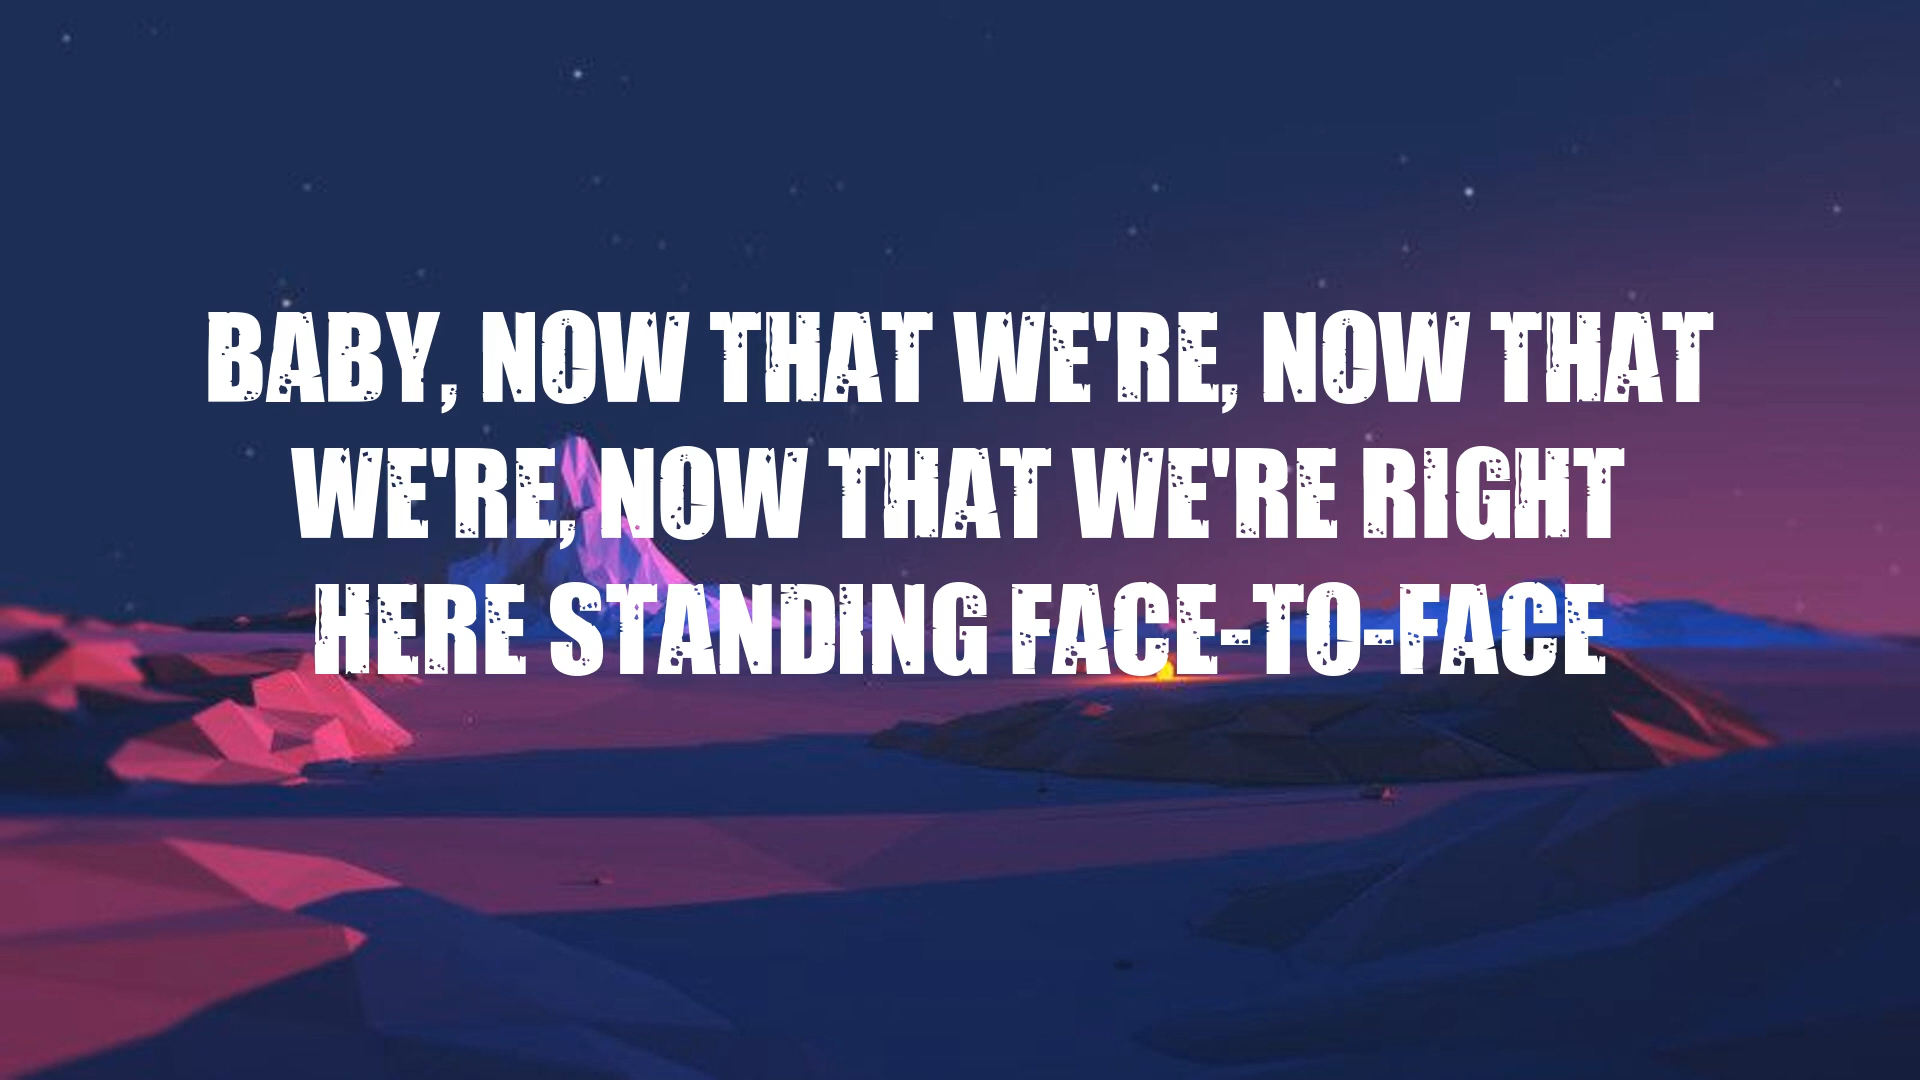 BABY, NOW THAT WE'RE, NOW THAT
WE'RE, NOW THAT WE'RE RIGHT
HERE STANDING FACE-TO-FACE